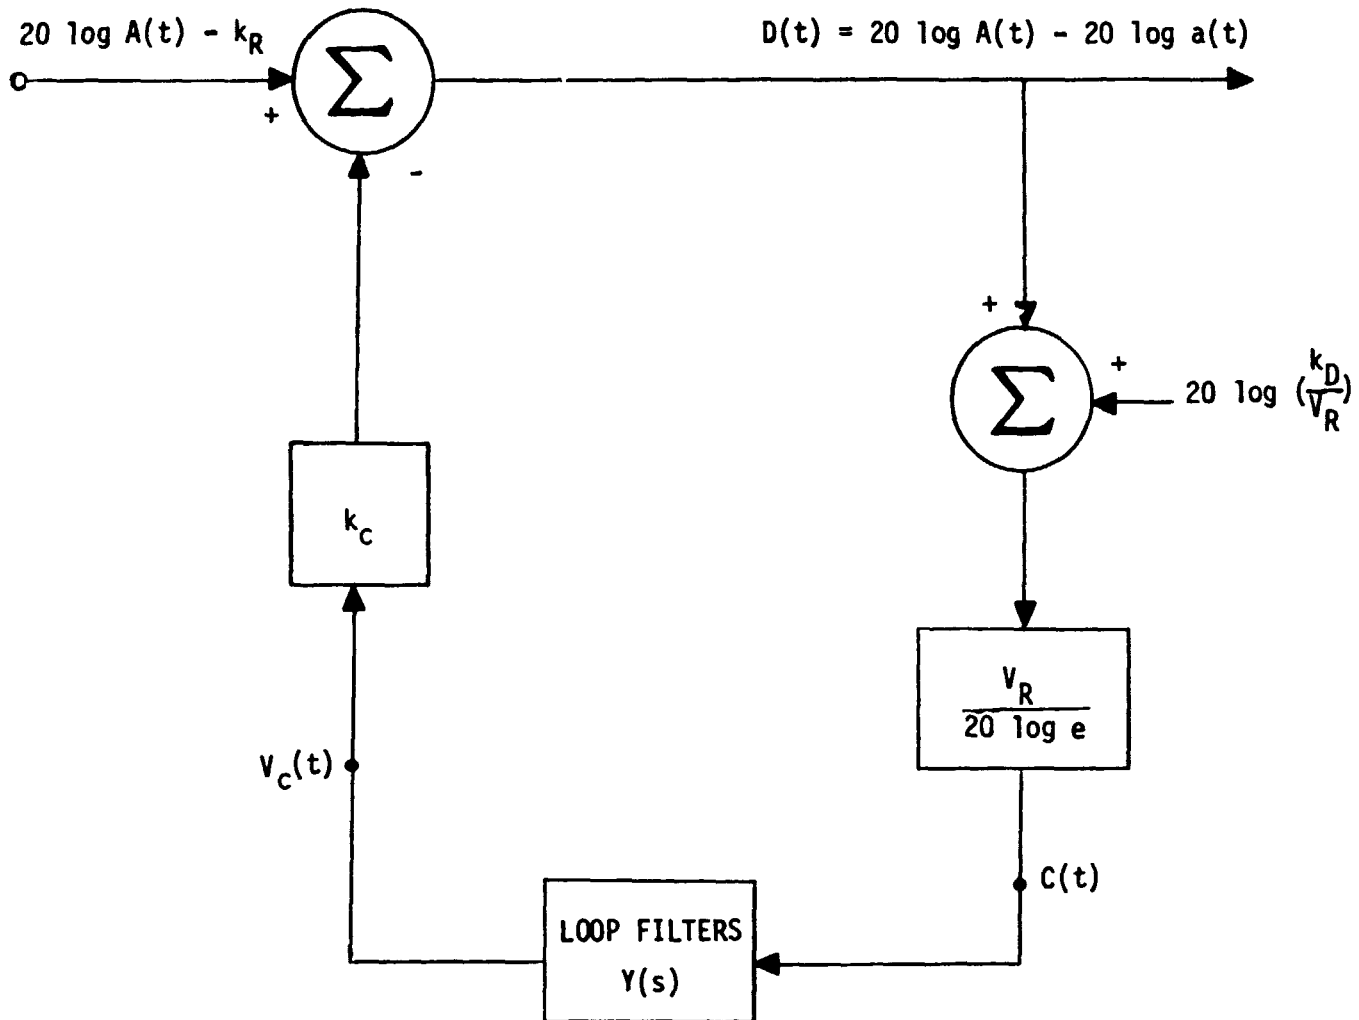 20 log A(t) - k_R
D(t) = 20 log A(t) - 20 log a(t)
Σ
+
-
+
+
20 log (k_D/V_R)
Σ
k_C
V_R
20 log e
V_c(t)
C(t)
LOOP FILTERS
Y(s)